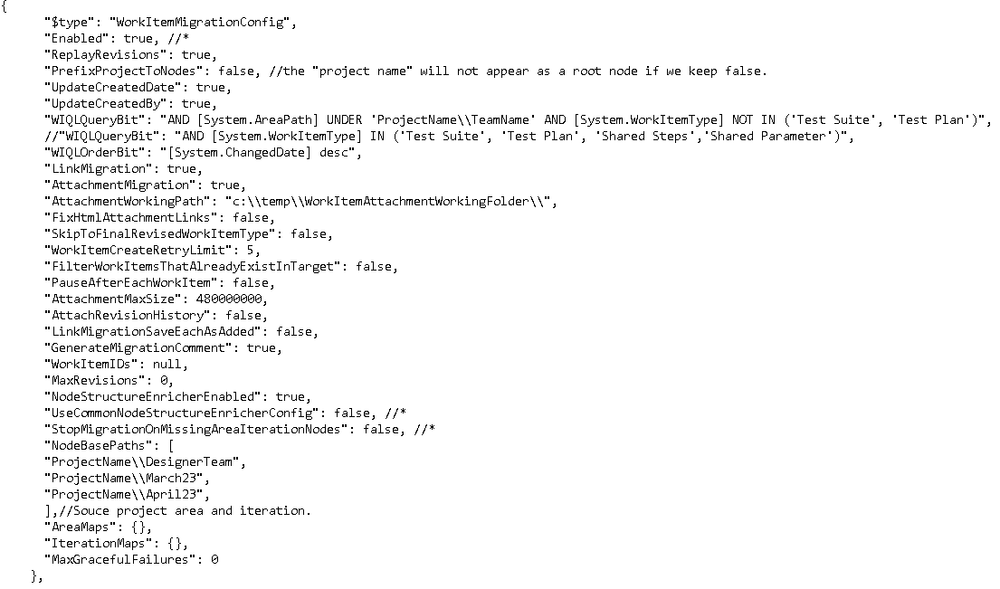 {
"$type": "WorkItemMigrationConfig",
"Enabled": true, //*
"ReplayRevisions": true,
"PrefixProjectToNodes": false, //the "project name" will not appear as a root node if we keep false.
"UpdateCreatedDate": true,
"UpdateCreatedBy": true,
"WIQLQueryBit": "AND [System.AreaPath] UNDER 'ProjectName\\TeamName' AND [System.WorkItemType] NOT IN ('Test Suite', 'Test Plan')",
//"WIQLQueryBit": "AND [System.WorkItemType] IN ('Test Suite', 'Test Plan', 'Shared Steps','Shared Parameter')",
"WIQLOrderBit": "[System.ChangedDate] desc",
"LinkMigration": true,
"AttachmentMigration": true,
"AttachmentWorkingPath": "c:\\temp\\WorkItemAttachmentWorkingFolder\\",
"FixHtmlAttachmentLinks": false,
"SkipToFinalRevisedWorkItemType": false,
"WorkItemCreateRetryLimit": 5,
"FilterWorkItemsThatAlreadyExistInTarget": false,
"PauseAfterEachWorkItem": false,
"AttachmentMaxSize": 480000000,
"AttachRevisionHistory": false,
"LinkMigrationSaveEachAsAdded": false,
"GenerateMigrationComment": true,
"WorkItemIDs": null,
"MaxRevisions": 0,
"NodeStructureEnricherEnabled": true,
"UseCommonNodeStructureEnricherConfig": false, //*
"StopMigrationOnMissingAreaIterationNodes": false, //*
"NodeBasePaths": [
"ProjectName\\DesignerTeam",
"ProjectName\\March23",
"ProjectName\\April23",
],//Souce project area and iteration.
"AreaMaps": {},
"IterationMaps": {},
"MaxGracefulFailures": 0
},